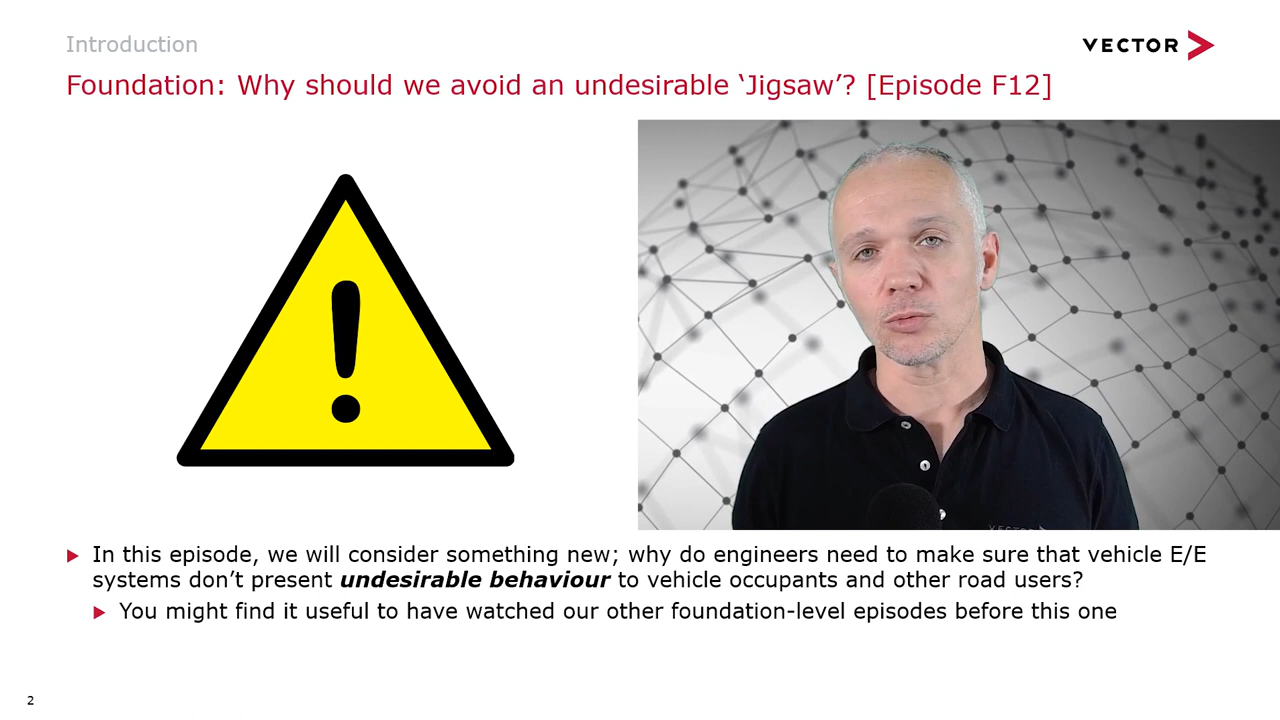 Introduction
VECTOR
Foundation: Why should we avoid an undesirable ‘Jigsaw’? [Episode F12]
!
VECTOR
In this episode, we will consider something new; why do engineers need to make sure that vehicle E/E
systems don’t present undesirable behaviour to vehicle occupants and other road users?
You might find it useful to have watched our other foundation-level episodes before this one
2